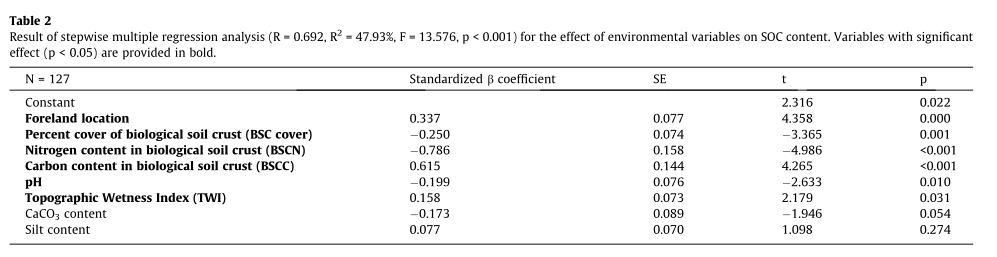 Table 2
Result of stepwise multiple regression analysis (R = 0.692, R² = 47.93%, F = 13.576, p < 0.001) for the effect of environmental variables on SOC content. Variables with significant
effect (p < 0.05) are provided in bold.
N = 127 Standardized β coefficient SE t p
Constant 2.316 0.022
Foreland location 0.337 0.077 4.358 0.000
Percent cover of biological soil crust (BSC cover) −0.250 0.074 −3.365 0.001
Nitrogen content in biological soil crust (BSCN) −0.786 0.158 −4.986 <0.001
Carbon content in biological soil crust (BSCC) 0.615 0.144 4.265 <0.001
pH −0.199 0.076 −2.633 0.010
Topographic Wetness Index (TWI) 0.158 0.073 2.179 0.031
CaCO₃ content −0.173 0.089 −1.946 0.054
Silt content 0.077 0.070 1.098 0.274